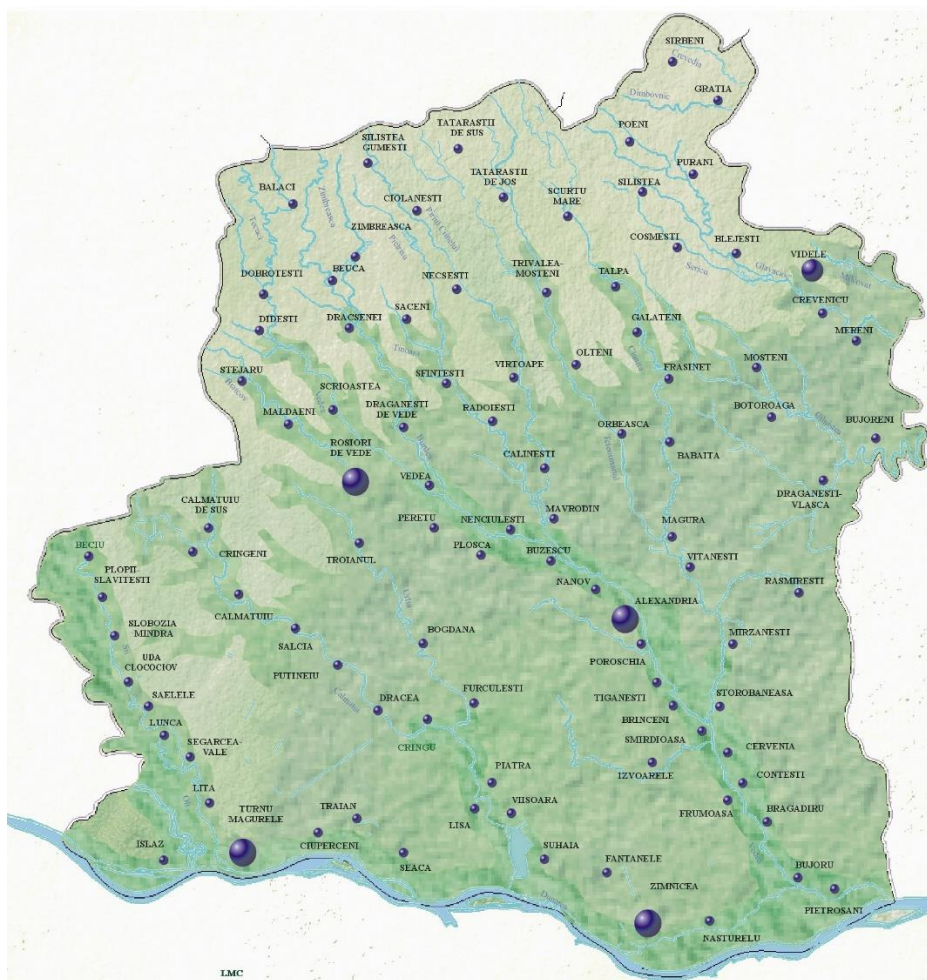 SIRBENI
Crevedia
GRATIA
Dimbovnic
POENI
TATARASTII
DE SUS
SILISTEA
GUMESTI
PURANI
TATARASTII
DE JOS
SILISTEA
BALACI
SCURTU
MARE
CIOLANESTI
ZIMBREASCA
COSMESTI
BLEJESTI
VIDELE
TRIVALEA-
MOSTENI
TALPA
Glavacioc
DOBROTESTI
BEUCA
NECSESTI
CREVENICU
SACENI
DIDESTI
DRACSENEI
GALATENI
MERENI
STEJARU
SFINTESTI
VIRTOAPE
OLTENI
FRASINET
MOSTENI
SCRIOASTEA
MALDAENI
DRAGANESTI
DE VEDE
RADOIESTI
ORBEASCA
BOTOROAGA
BUJORENI
ROSIORI
DE VEDE
CALINESTI
BABAITA
VEDEA
DRAGANESTI-
VLASCA
CALMATUIU
DE SUS
PERETU
NENCIULESTI
MAVRODIN
MAGURA
BECIU
CRINGENI
TROIANUL
PLOSCA
BUZESCU
VITANESTI
PLOPII
SLAVITESTI
NANOV
RASMIRESTI
CALMATUIU
ALEXANDRIA
SLOBOZIA
MINDRA
SALCIA
BOGDANA
MIRZANESTI
UDA
CLOCOCIOV
PUTINEIU
POROSCHIA
SAELELE
DRACEA
FURCULESTI
TIGANESTI
STOROBANEASA
LUNCA
CRINGU
BRINCENI
SMIRDIOASA
SEGARCEA-
VALE
IZVOARELE
CERVENIA
LITA
PIATRA
CONTESTI
TURNU
MAGURELE
TRAIAN
LISA
VIISOARA
FRUMOASA
BRAGADIRU
ISLAZ
CIUPERCENI
SEACA
SUHAIA
FANTANELE
BUJORU
ZIMNICEA
PIETROSANI
NASTURELU
LMC